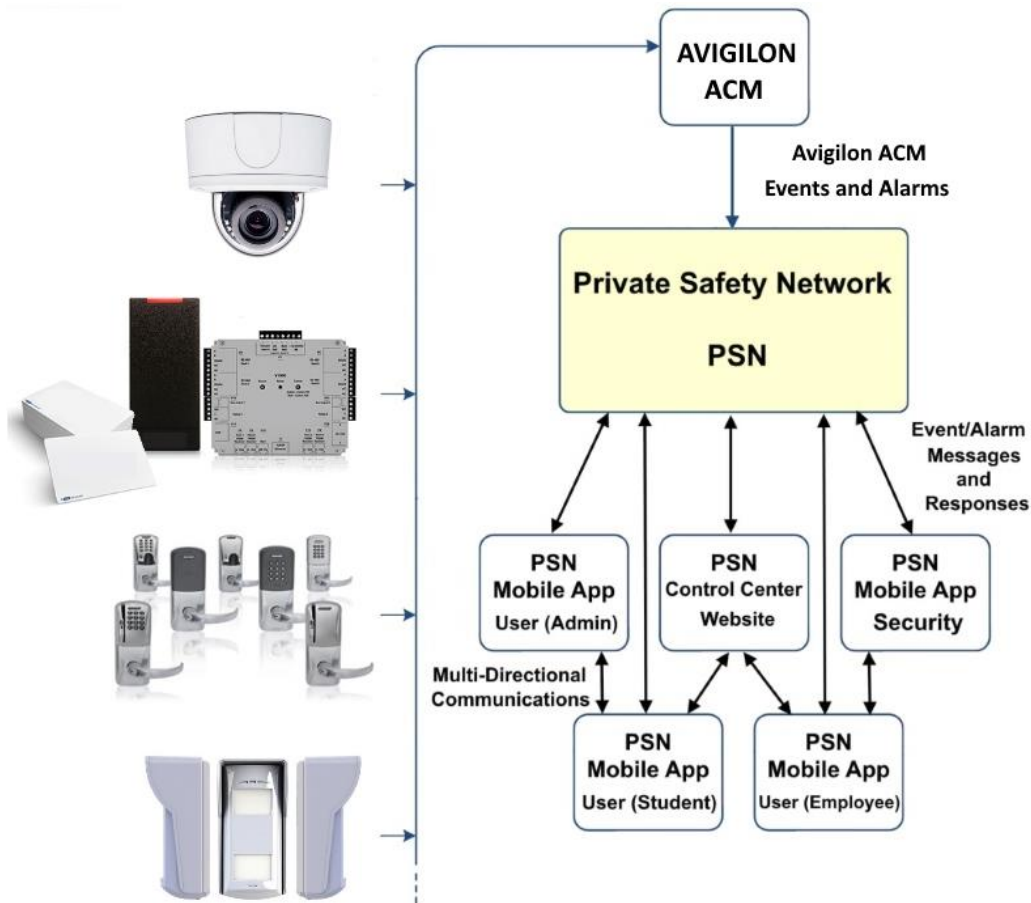 AVIGILON
ACM
Avigilon ACM
Events and Alarms
Private Safety Network
PSN
Event/Alarm
Messages
and
Responses
PSN
Mobile App
User (Admin)
PSN
Control Center
Website
PSN
Mobile App
Security
Multi-Directional
Communications
PSN
Mobile App
User (Student)
PSN
Mobile App
User (Employee)